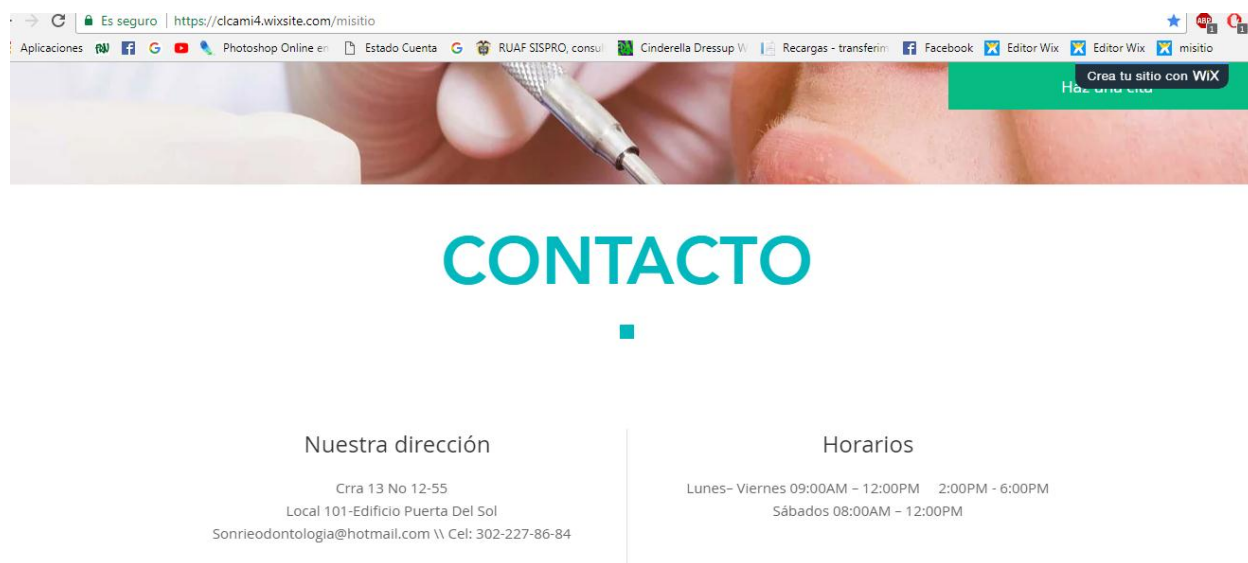 Es seguro | https://clcami4.wixsite.com/misitio
Aplicaciones Photoshop Online en Estado Cuenta RUAF SISPRO, consul Cinderella Dressup W Recargas - transferim Facebook Editor Wix Editor Wix misitio
Crea tu sitio con WiX
Haz una cita
CONTACTO
Nuestra dirección
Crra 13 No 12-55
Local 101-Edificio Puerta Del Sol
Sonrieodontologia@hotmail.com \\ Cel: 302-227-86-84
Horarios
Lunes– Viernes 09:00AM – 12:00PM 2:00PM - 6:00PM
Sábados 08:00AM – 12:00PM